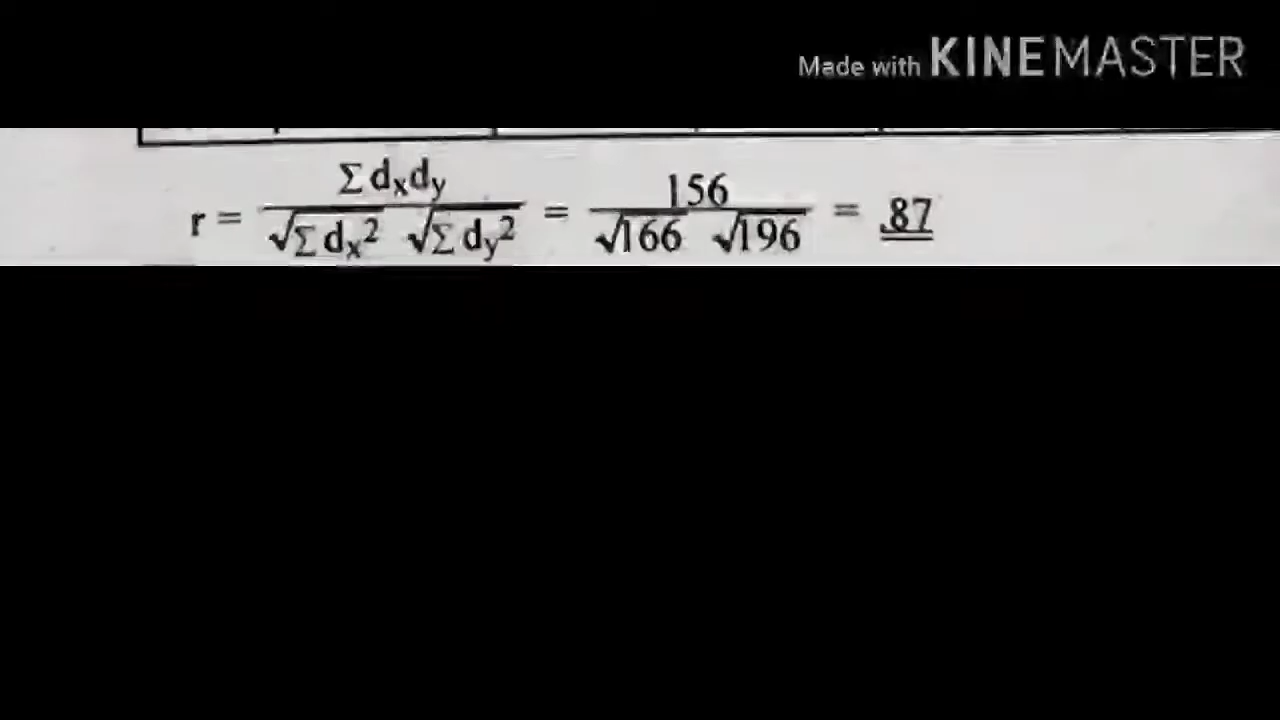 Made with KINEMASTER
r = Σ dxdy / √Σ dx² √Σ dy² = 156 / √166 √196 = .87